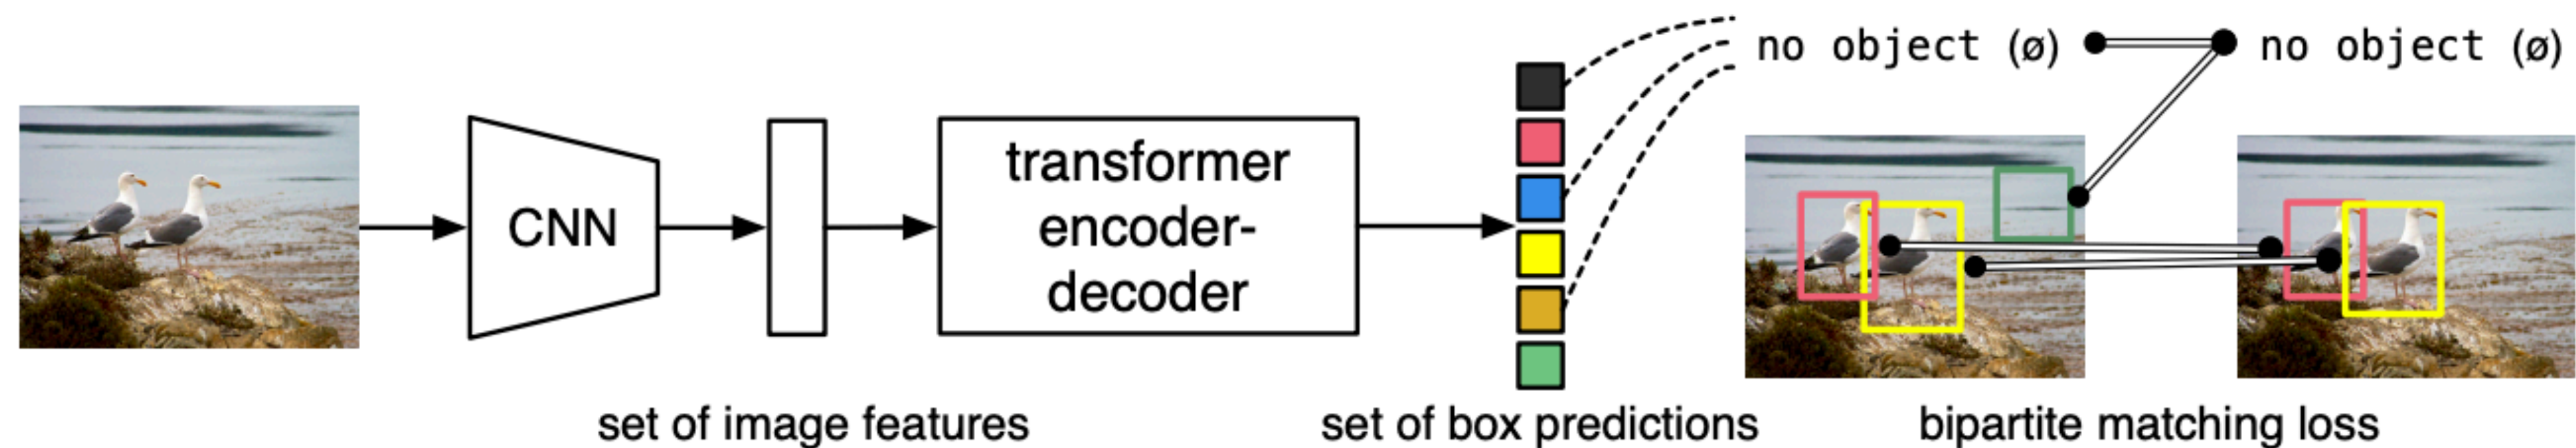 no object (ø)
no object (ø)
CNN
transformer
encoder-
decoder
set of image features
set of box predictions
bipartite matching loss